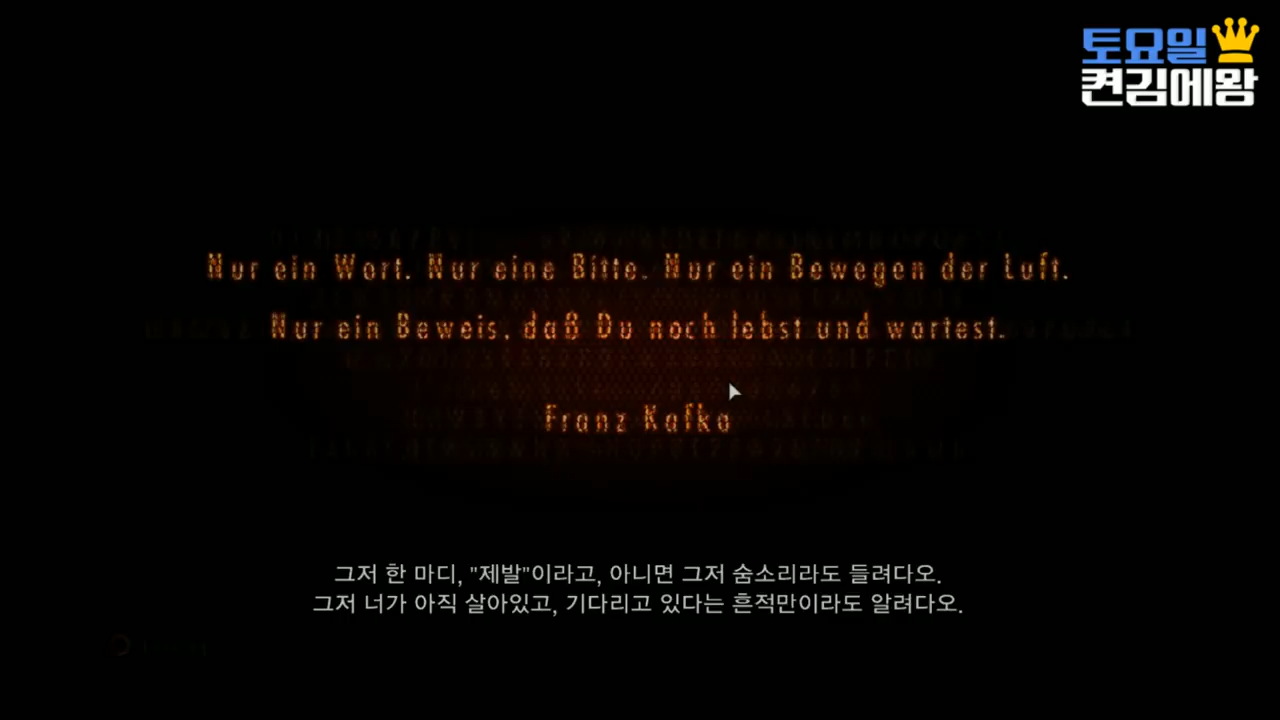 토요일
켠김에왕
Nur ein Wort. Nur eine Bitte. Nur ein Bewegen der Luft.
Nur ein Beweis, daß Du noch lebst und wartest.
Franz Kafka
그저 한 마디, "제발"이라고, 아니면 그저 숨소리라도 들려다오.
그저 너가 아직 살아있고, 기다리고 있다는 흔적만이라도 알려다오.